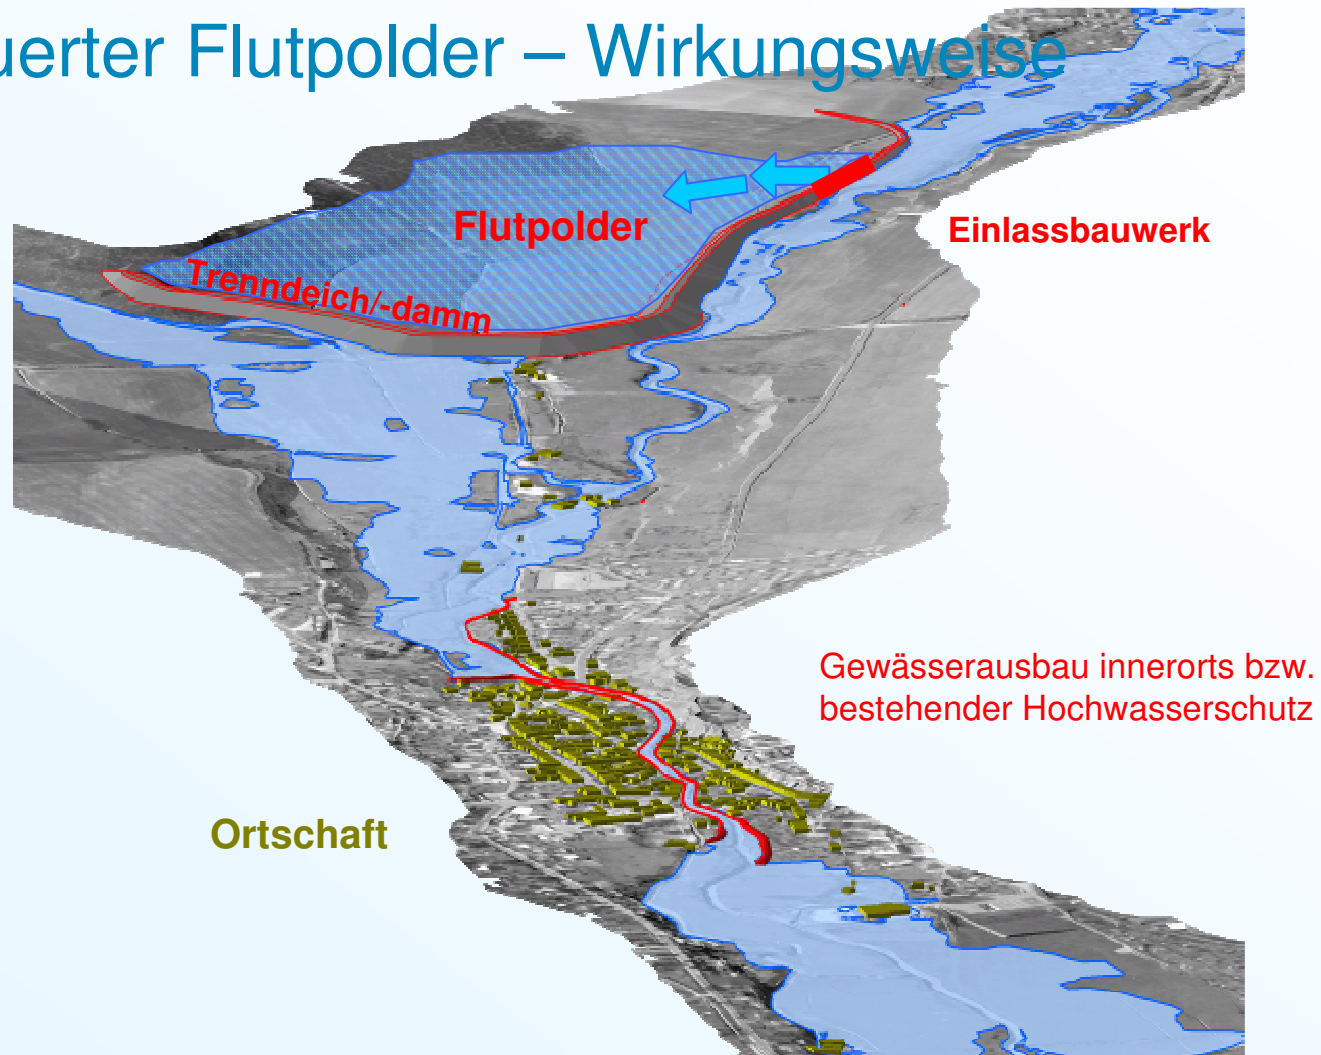 uerter Flutpolder – Wirkungsweise
Flutpolder
Einlassbauwerk
Trenndeich/-damm
Gewässerausbau innerorts bzw.
bestehender Hochwasserschutz
Ortschaft